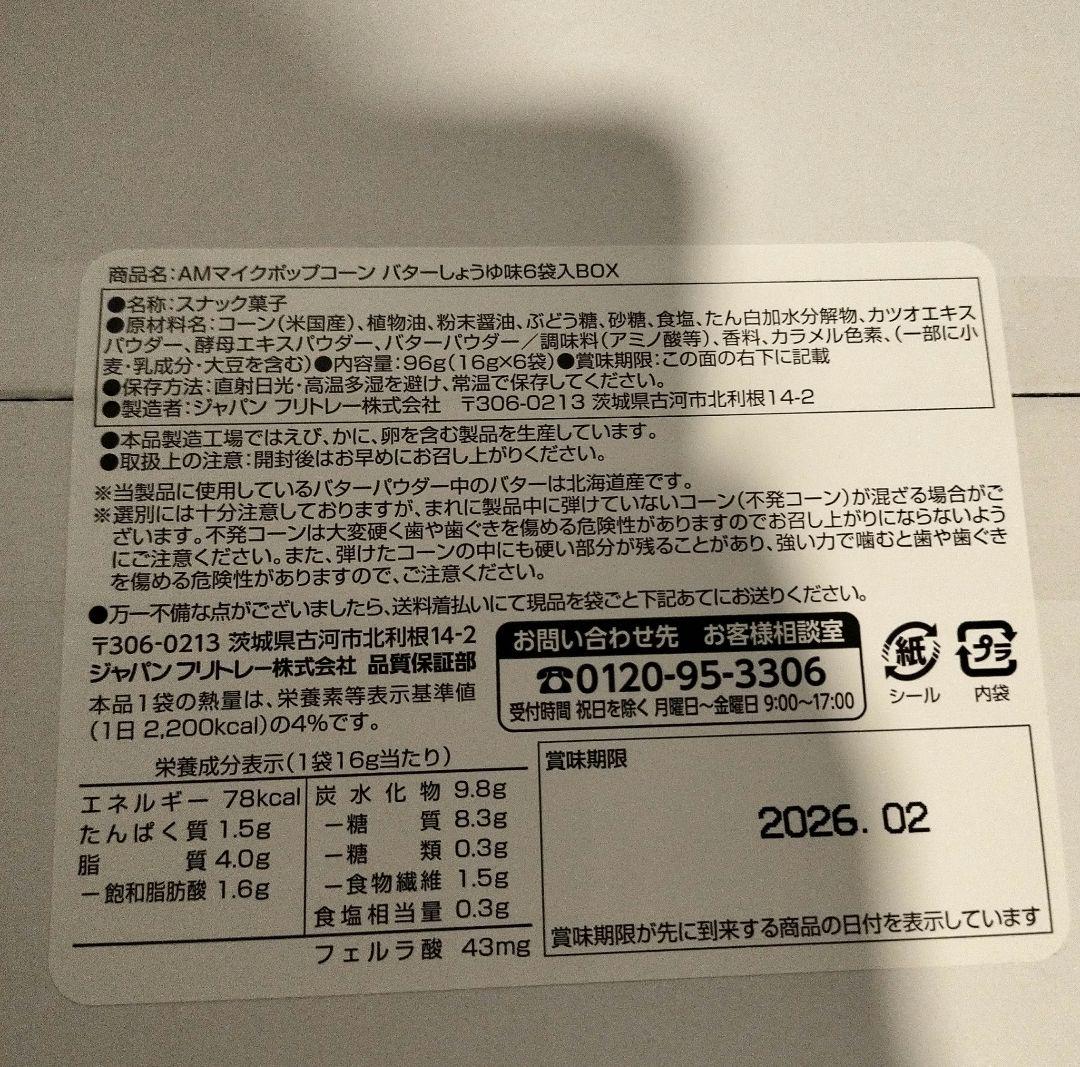 商品名:AMマイクポップコーン バターしょうゆ味6袋入BOX
●名称:スナック菓子
●原材料名:コーン(米国産)、植物油、粉末醤油、ぶどう糖、砂糖、食塩、たん白加水分解物、カツオエキス
パウダー、酵母エキスパウダー、バターパウダー/調味料(アミノ酸等)、香料、カラメル色素、(一部に小
麦・乳成分・大豆を含む)●内容量:96g(16g×6袋)●賞味期限:この面の右下に記載
●保存方法:直射日光・高温多湿を避け、常温で保存してください。
●製造者:ジャパン フリトレー株式会社 〒306-0213 茨城県古河市北利根14-2
●本品製造工場ではえび、かに、卵を含む製品を生産しています。
●取扱上の注意:開封後はお早めにお召し上がりください。
※当製品に使用しているバターパウダー中のバターは北海道産です。
※選別には十分注意しておりますが、まれに製品中に弾けていないコーン(不発コーン)が混ざる場合がご
ざいます。不発コーンは大変硬く歯や歯ぐきを傷める危険性がありますのでお召し上がりにならないよう
にご注意ください。また、弾けたコーンの中にも硬い部分が残ることがあり、強い力で噛むと歯や歯ぐき
を傷める危険性がありますので、ご注意ください。
●万一不備な点がございましたら、送料着払いにて現品を袋ごと下記あてにお送りください。
〒306-0213 茨城県古河市北利根14-2
ジャパン フリトレー株式会社 品質保証部
本品1袋の熱量は、栄養素等表示基準値
(1日 2,200kcal)の4%です。
お問い合わせ先 お客様相談室
☎0120-95-3306
受付時間 祝日を除く 月曜日〜金曜日 9:00〜17:00
紙
シール
プラ
内袋
栄養成分表示(1袋16g当たり)
エネルギー 78kcal
たんぱく質 1.5g
脂質 4.0g
-飽和脂肪酸 1.6g
炭水化物 9.8g
-糖質 8.3g
-糖類 0.3g
-食物繊維 1.5g
食塩相当量 0.3g
フェルラ酸 43mg
賞味期限
2026. 02
賞味期限が先に到来する商品の日付を表示しています